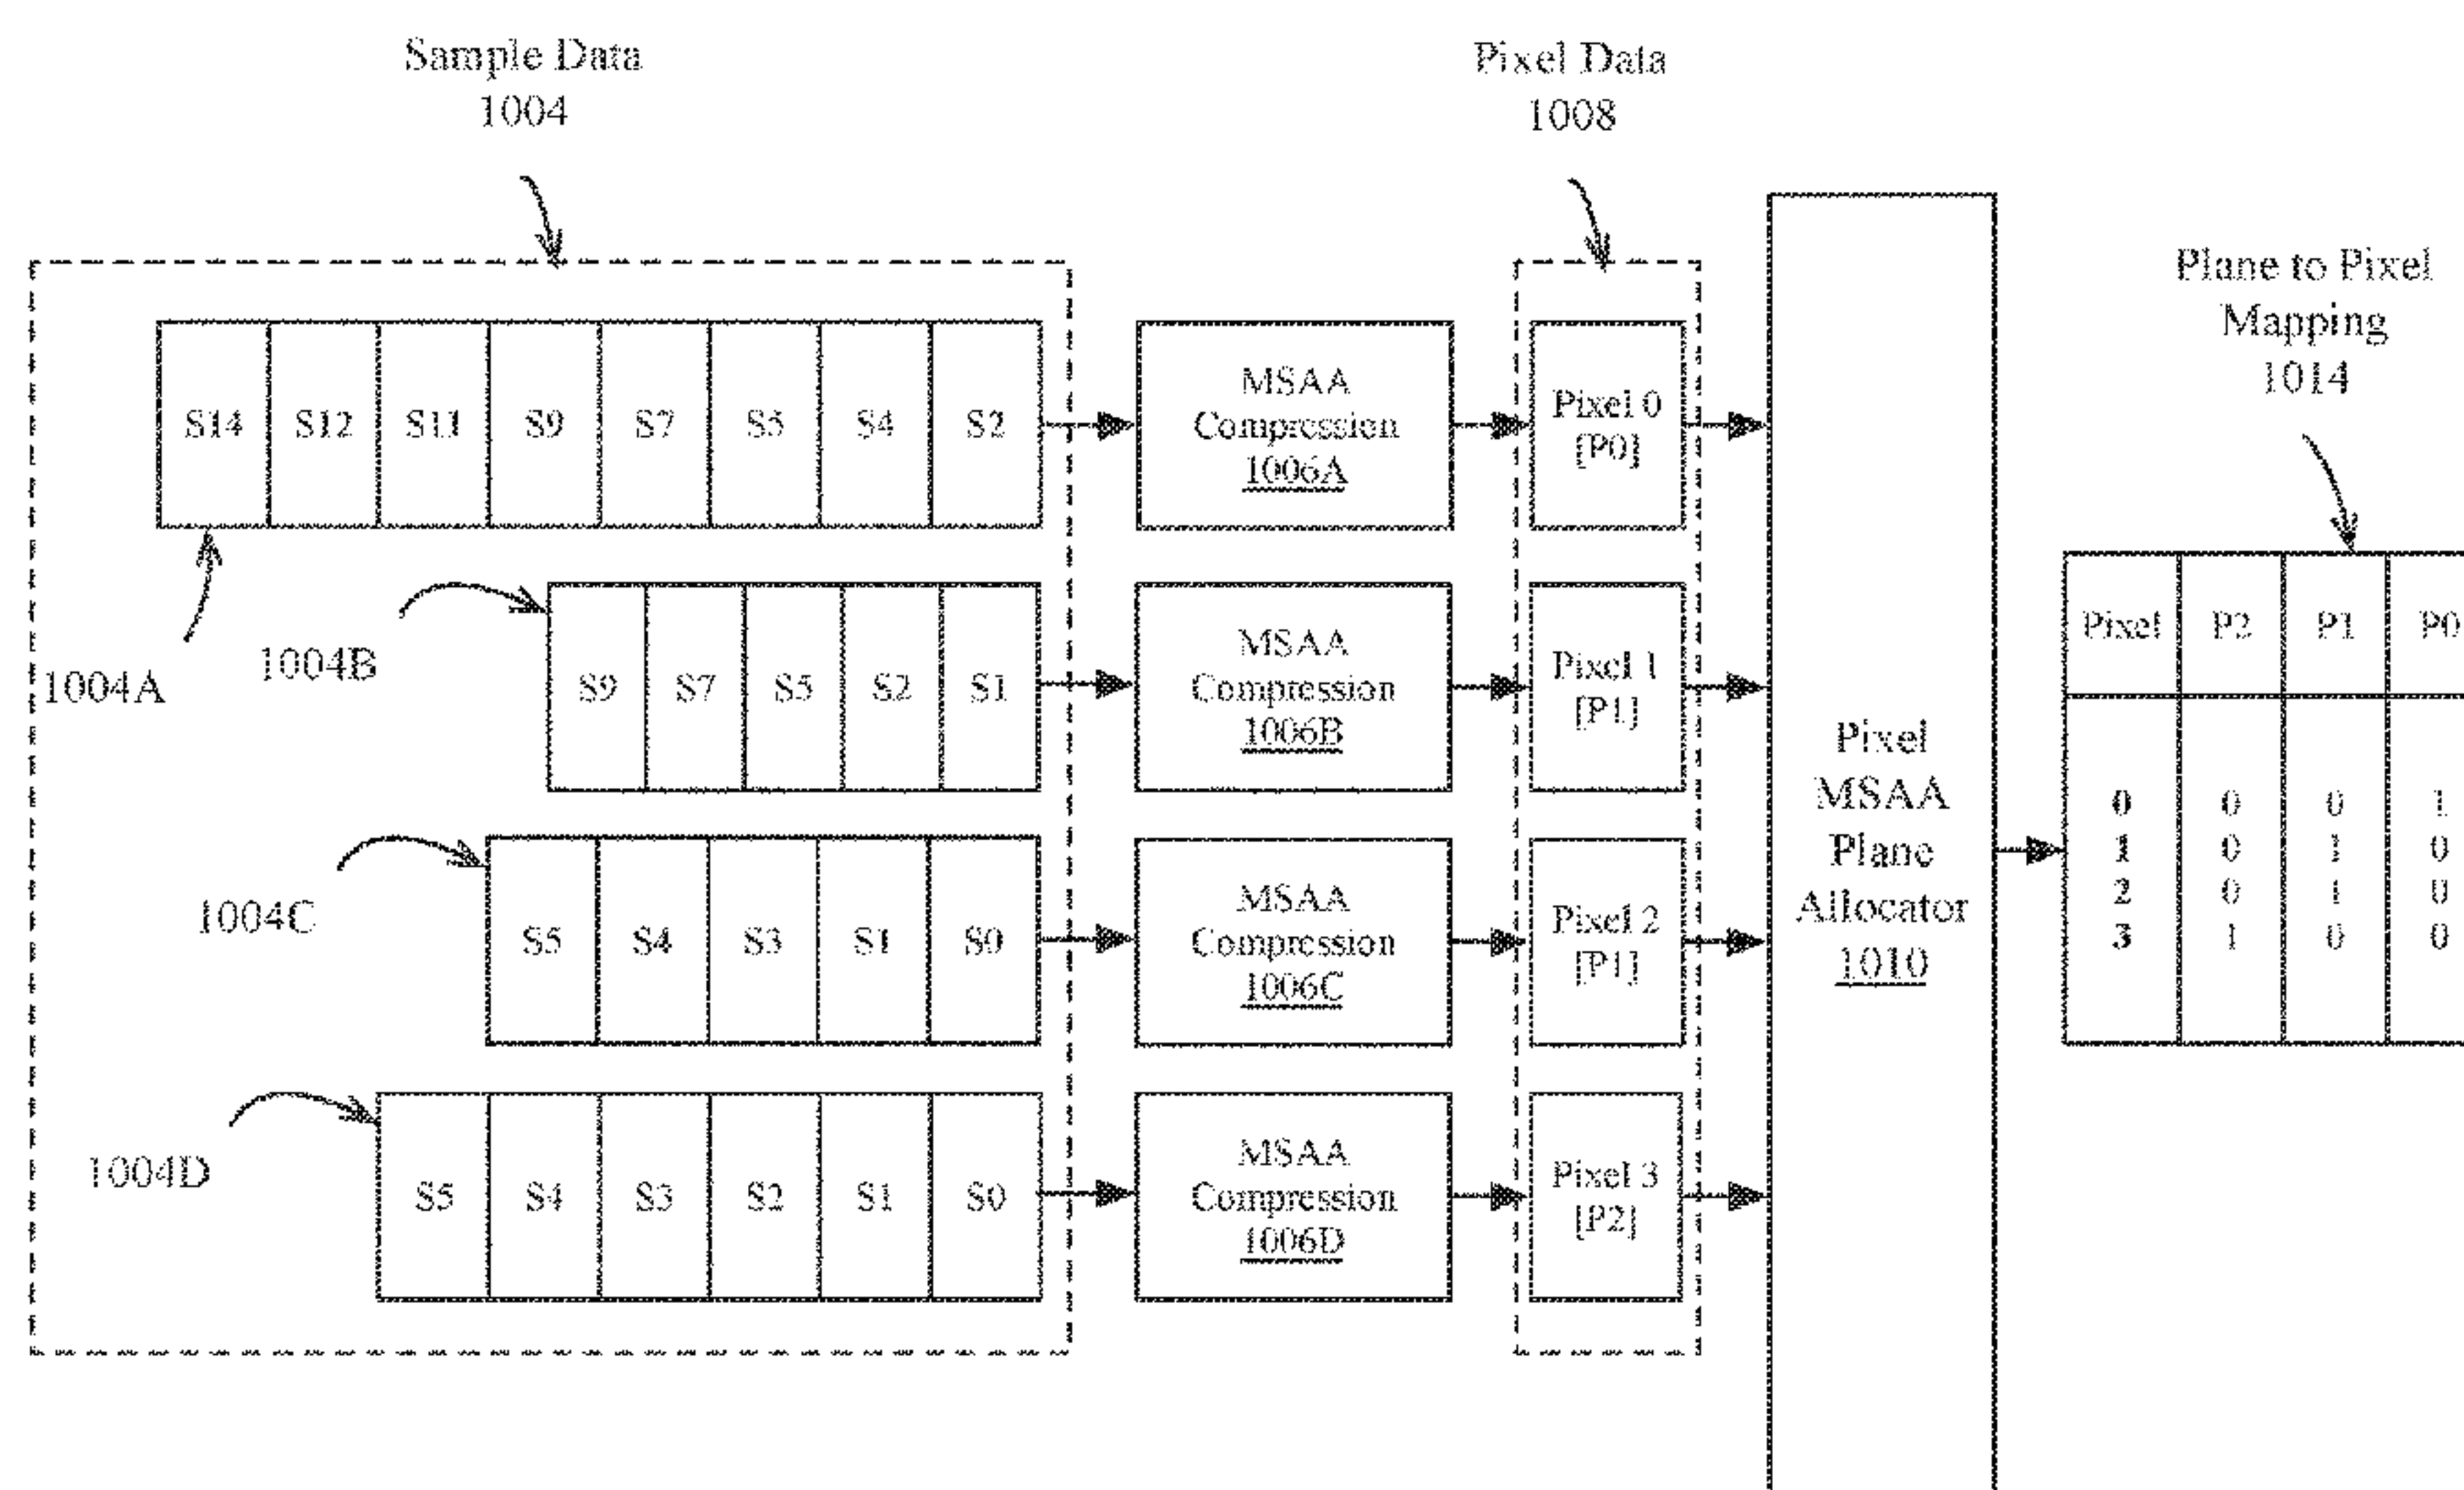 Sample Data
1004
Pixel Data
1008
Plane to Pixel
Mapping
1014
S14 S12 S11 S9 S7 S5 S4 S2
MSAA
Compression
1006A
Pixel 0
[P0]
1004A
1004B
S9 S7 S5 S2 S1
MSAA
Compression
1006B
Pixel 1
[P1]
1004C
S5 S4 S3 S1 S0
MSAA
Compression
1006C
Pixel 2
[P1]
1004D
S5 S4 S3 S2 S1 S0
MSAA
Compression
1006D
Pixel 3
[P2]
Pixel
MSAA
Plane
Allocator
1010
Pixel P2 P1 P0
0 0 0 1
1 0 1 0
2 0 1 0
3 1 0 0